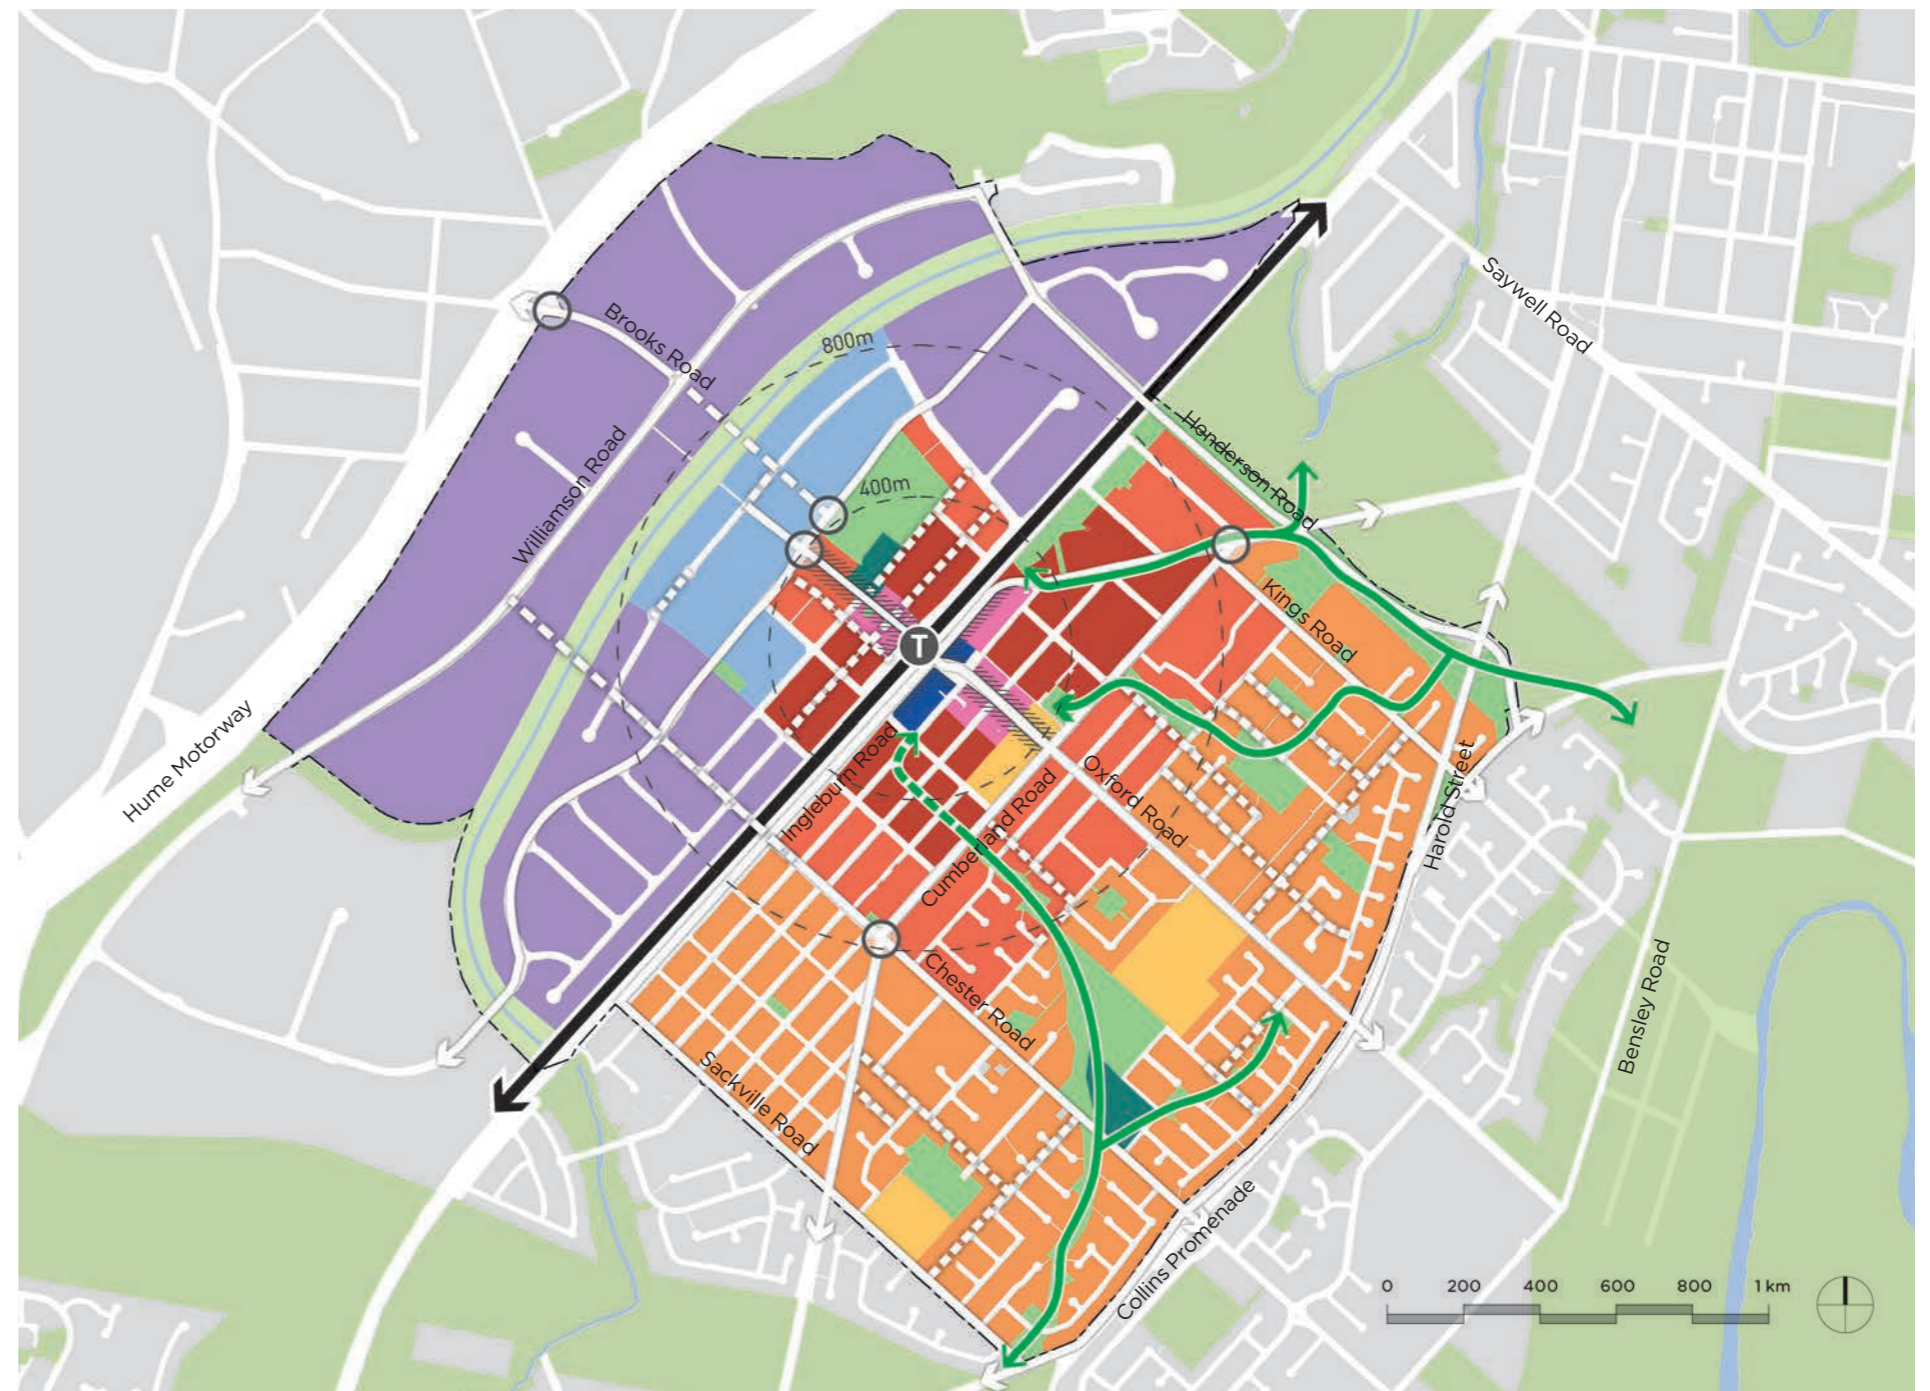 Saywell Road
Brooks Road
800m
Henderson Road
400m
Williamson Road
Kings Road
T
Hume Motorway
Ingleburn Road
Oxford Road
Harold Street
Cumberland Road
Chester Road
Bensley Road
Sackville Road
Collins Promenade
0 200 400 600 800 1 km